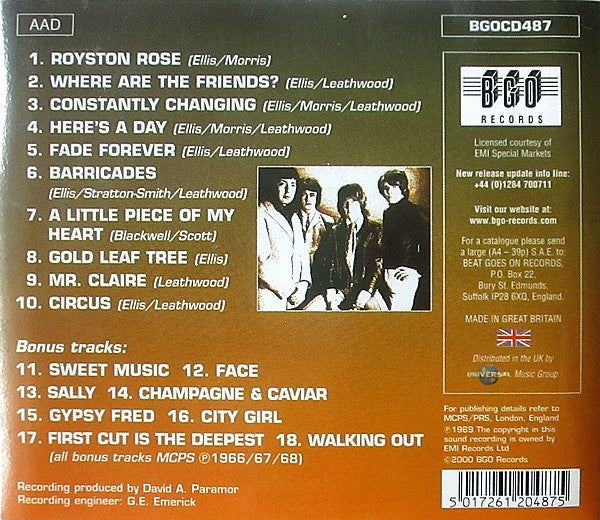 AAD
1. ROYSTON ROSE (Ellis/Morris)
2. WHERE ARE THE FRIENDS? (Ellis/Leathwood)
3. CONSTANTLY CHANGING (Ellis/Morris/Leathwood)
4. HERE'S A DAY (Ellis/Morris/Leathwood)
5. FADE FOREVER (Ellis/Leathwood)
6. BARRICADES
(Ellis/Stratton-Smith/Leathwood)
7. A LITTLE PIECE OF MY
HEART (Blackwell/Scott)
8. GOLD LEAF TREE (Ellis)
9. MR. CLAIRE (Leathwood)
10. CIRCUS (Ellis/Leathwood)
Bonus tracks:
11. SWEET MUSIC 12. FACE
13. SALLY 14. CHAMPAGNE & CAVIAR
15. GYPSY FRED 16. CITY GIRL
17. FIRST CUT IS THE DEEPEST 18. WALKING OUT
(all bonus tracks MCPS ℗1966/67/68)
Recording produced by David A. Paramor
Recording engineer: G.E. Emerick
BGOCD487
BGO
RECORDS
Licensed courtesy of
EMI Special Markets
New release update info line:
+44 (0)1284 700711
Visit our website at:
www.bgo-records.com
For a catalogue please send
a large (A4 – 39p) S.A.E. to:
BEAT GOES ON RECORDS,
P.O. Box 22,
Bury St. Edmunds,
Suffolk IP28 6XQ, England.
MADE IN GREAT BRITAIN
Distributed in the UK by
UNIVERSAL Music Group
For publishing details refer to
MCPS/PRS, London, England
℗1969 The copyright in this
sound recording is owned by
EMI Records Ltd
©2000 BGO Records
5 017261 204875